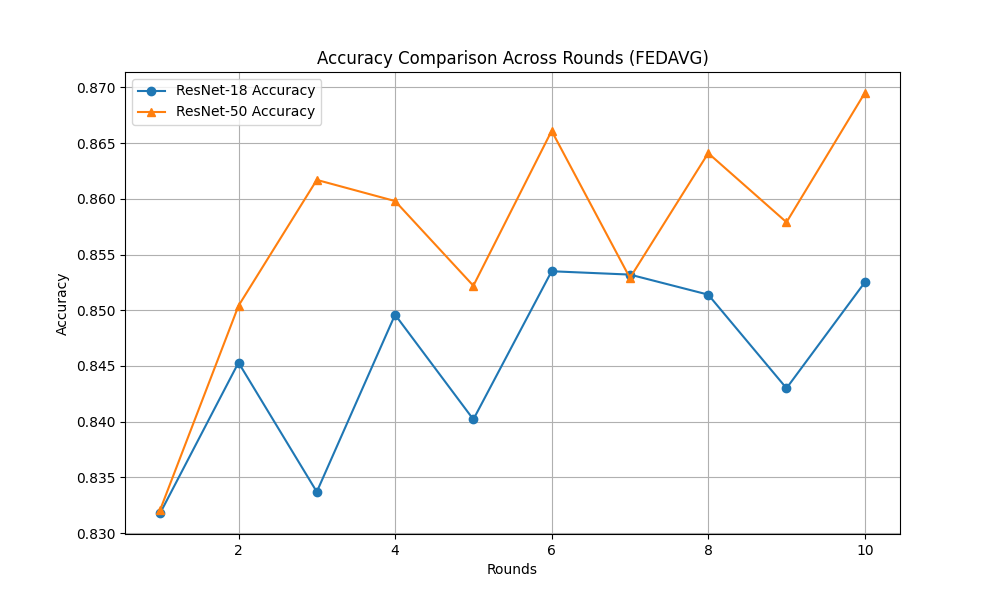 Accuracy Comparison Across Rounds (FEDAVG)
ResNet-18 Accuracy
ResNet-50 Accuracy
Accuracy
0.870
0.865
0.860
0.855
0.850
0.845
0.840
0.835
0.830
2 4 6 8 10
Rounds